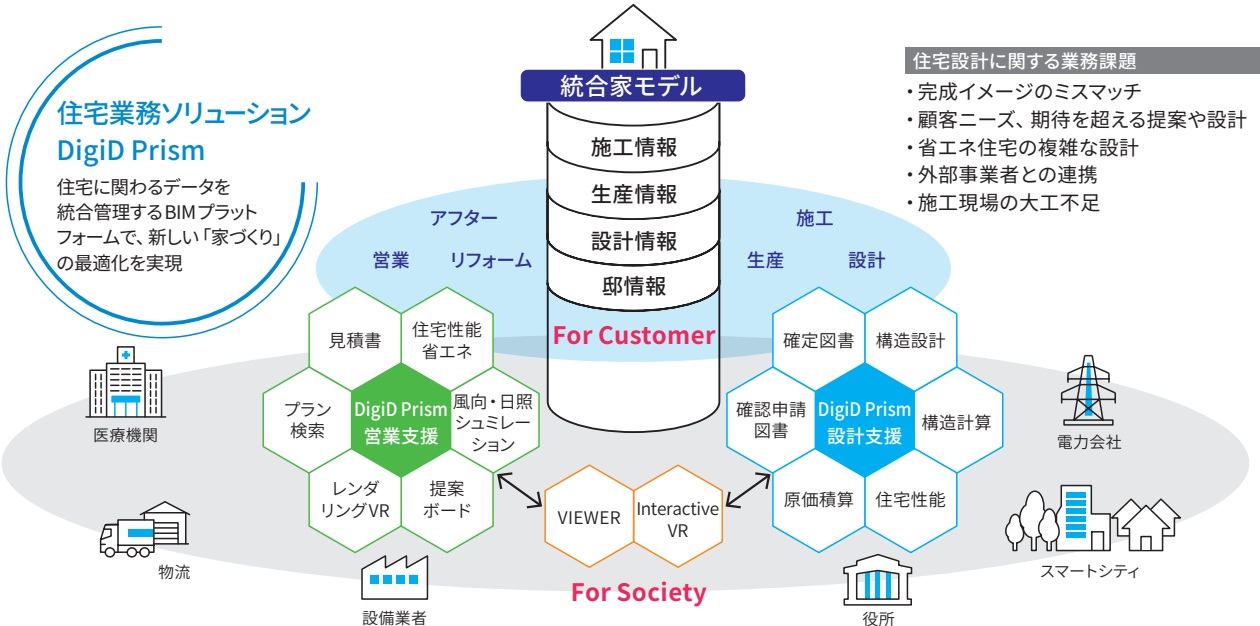 住宅業務ソリューション
DigiD Prism
住宅に関わるデータを
統合管理するBIMプラット
フォームで、新しい「家づくり」
の最適化を実現
統合家モデル
施工情報
生産情報
設計情報
邸情報
For Customer
住宅設計に関する業務課題
・完成イメージのミスマッチ
・顧客ニーズ、期待を超える提案や設計
・省エネ住宅の複雑な設計
・外部事業者との連携
・施工現場の大工不足
アフター
営業
リフォーム
施工
生産
設計
見積書
住宅性能
省エネ
プラン
検索
DigiD Prism
営業支援
風向・日照
シュミレー
ション
レンダ
リングVR
提案
ボード
VIEWER
Interactive
VR
確定図書
構造設計
確認申請
図書
DigiD Prism
設計支援
構造計算
原価積算
住宅性能
医療機関
物流
設備業者
For Society
役所
スマートシティ
電力会社